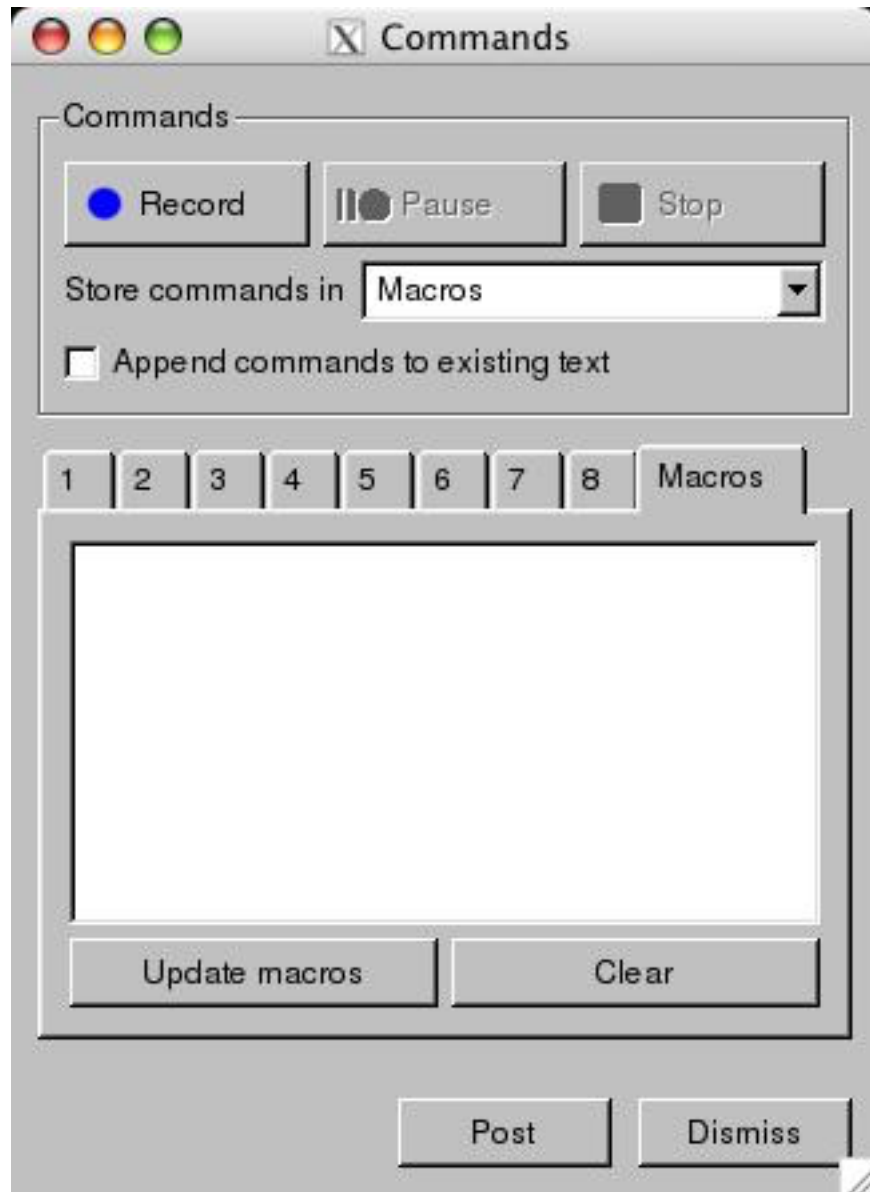 Commands
Commands
Record Pause Stop
Store commands in Macros
Append commands to existing text
1 2 3 4 5 6 7 8 Macros
Update macros Clear
Post Dismiss